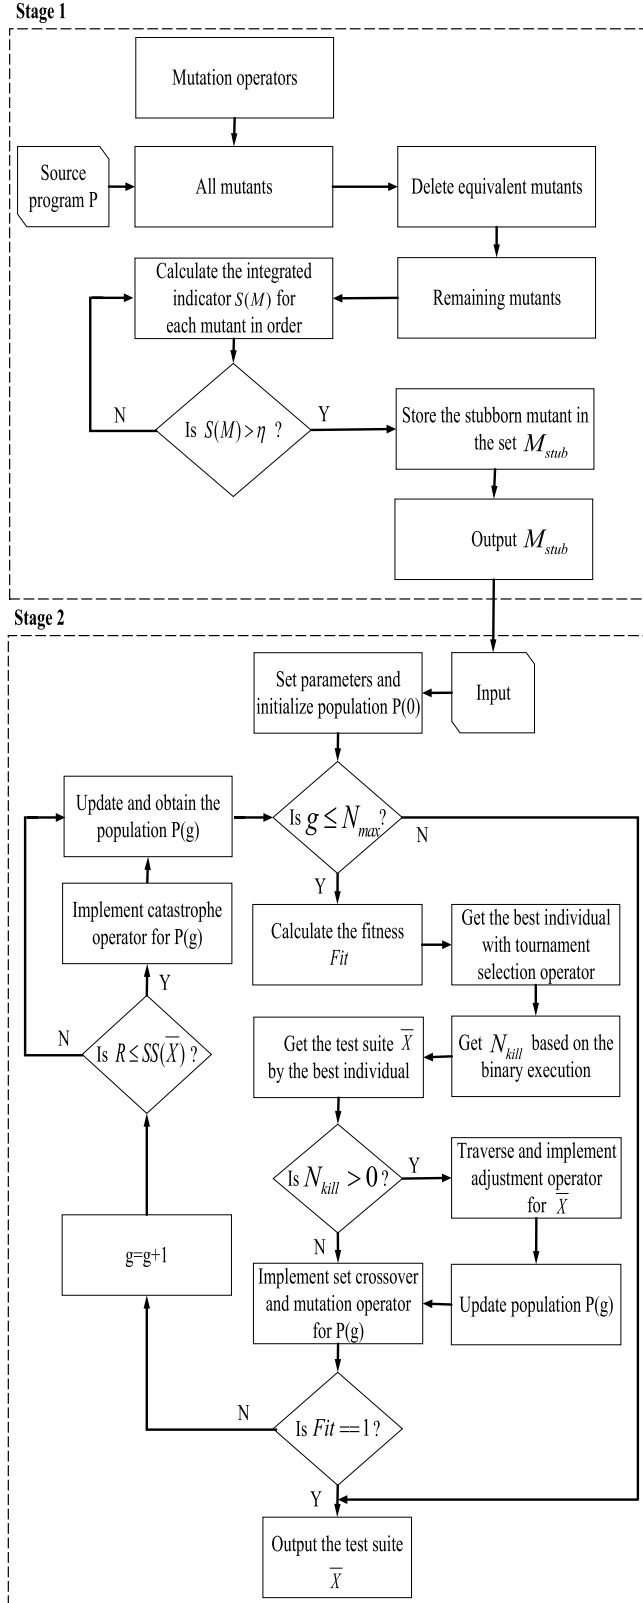 Stage 1
Mutation operators
Source
program P
All mutants
Delete equivalent mutants
Calculate the integrated
indicator S(M) for
each mutant in order
Remaining mutants
N
Is S(M)>η ?
Y
Store the stubborn mutant in
the set M_stub
Output M_stub
Stage 2
Set parameters and
initialize population P(0)
Input
Update and obtain the
population P(g)
Is g ≤ N_max?
N
Y
Implement catastrophe
operator for P(g)
Calculate the fitness
Fit
Get the best individual
with tournament
selection operator
Y
N
Is R ≤ SS(X̅) ?
Get the test suite X̅
by the best individual
Get N_kill based on the
binary execution
Is N_kill > 0 ?
Y
Traverse and implement
adjustment operator
for X̅
N
g=g+1
Implement set crossover
and mutation operator
for P(g)
Update population P(g)
N
Is Fit ==1 ?
Y
Output the test suite
X̅